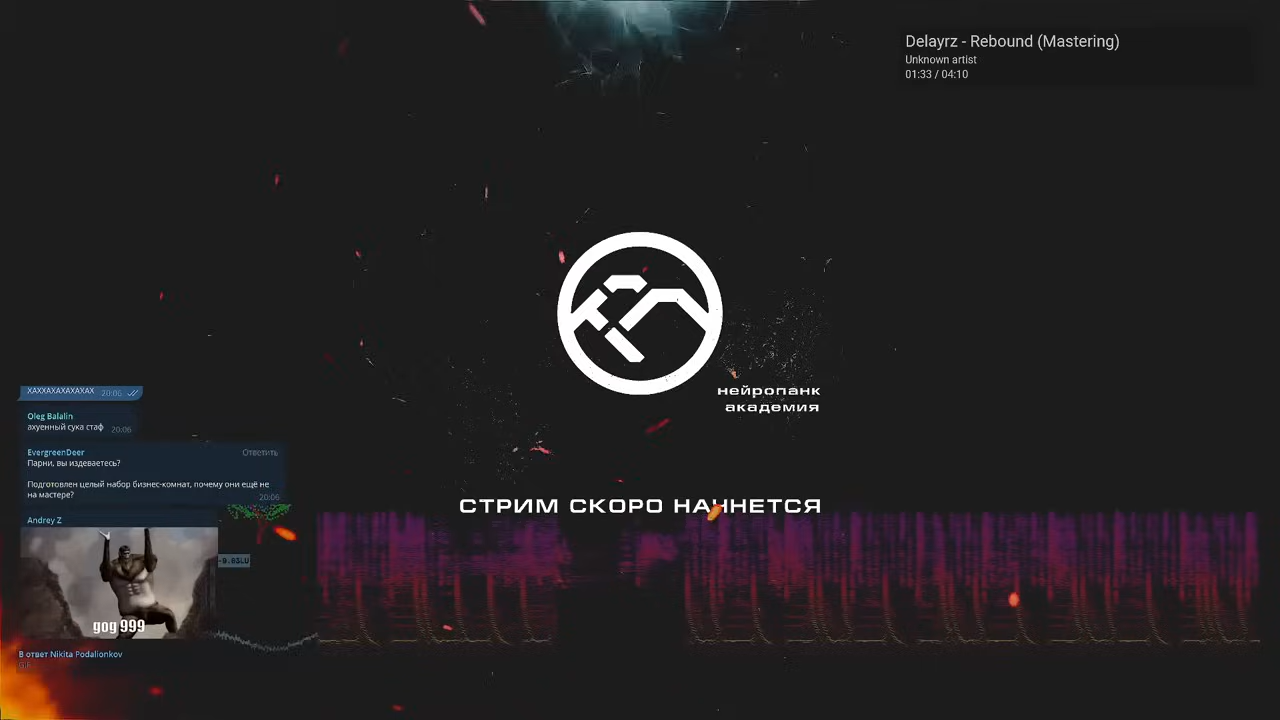 Delayrz - Rebound (Mastering)
Unknown artist
01:33 / 04:10
нейропанк
академия
СТРИМ СКОРО НАЧНЕТСЯ
ХАХХАХАХАХАХАХ 20:06
Oleg Balalin
ахуенный сука стаф 20:06
EvergreenDeer Ответить
Парни, вы издеваетесь?
Подготовлен целый набор бизнес-комнат, почему они ещё не
на мастере? 20:06
Andrey Z
gog 999
-9.6
В ответ Nikita Podalionkov